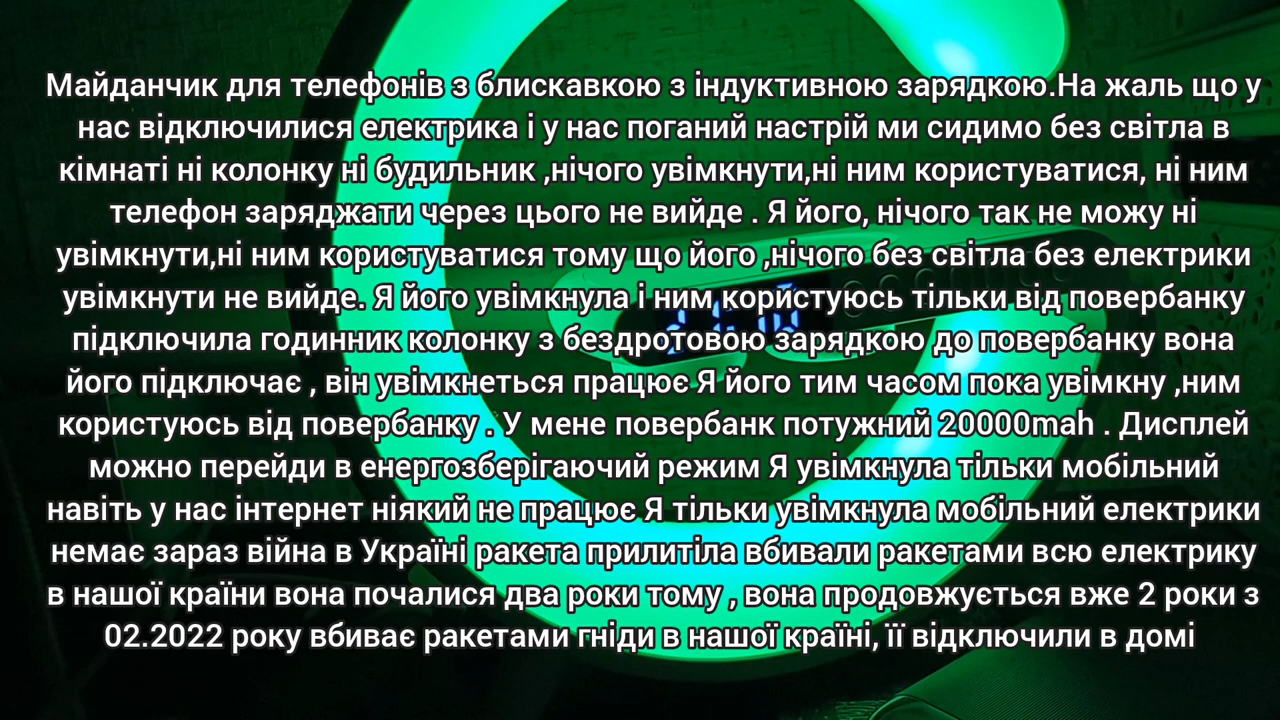 Майданчик для телефонів з блискавкою з індуктивною зарядкою.На жаль що у
нас відключилися електрика і у нас поганий настрій ми сидимо без світла в
кімнаті ні колонку ні будильник ,нічого увімкнути,ні ним користуватися, ні ним
телефон заряджати через цього не вийде . Я його, нічого так не можу ні
увімкнути,ні ним користуватися тому що його ,нічого без світла без електрики
увімкнути не вийде. Я його увімкнула і ним користуюсь тільки від повербанку
підключила годинник колонку з бездротовою зарядкою до повербанку вона
його підключає , він увімкнеться працює Я його тим часом пока увімкну ,ним
користуюсь від повербанку . У мене повербанк потужний 20000mah . Дисплей
можно перейди в енергозберігаючий режим Я увімкнула тільки мобільний
навіть у нас інтернет ніякий не працює Я тільки увімкнула мобільний електрики
немає зараз війна в Україні ракета прилитіла вбивали ракетами всю електрику
в нашої країни вона почалися два роки тому , вона продовжується вже 2 роки з
02.2022 року вбиває ракетами гніди в нашої країні, її відключили в домі